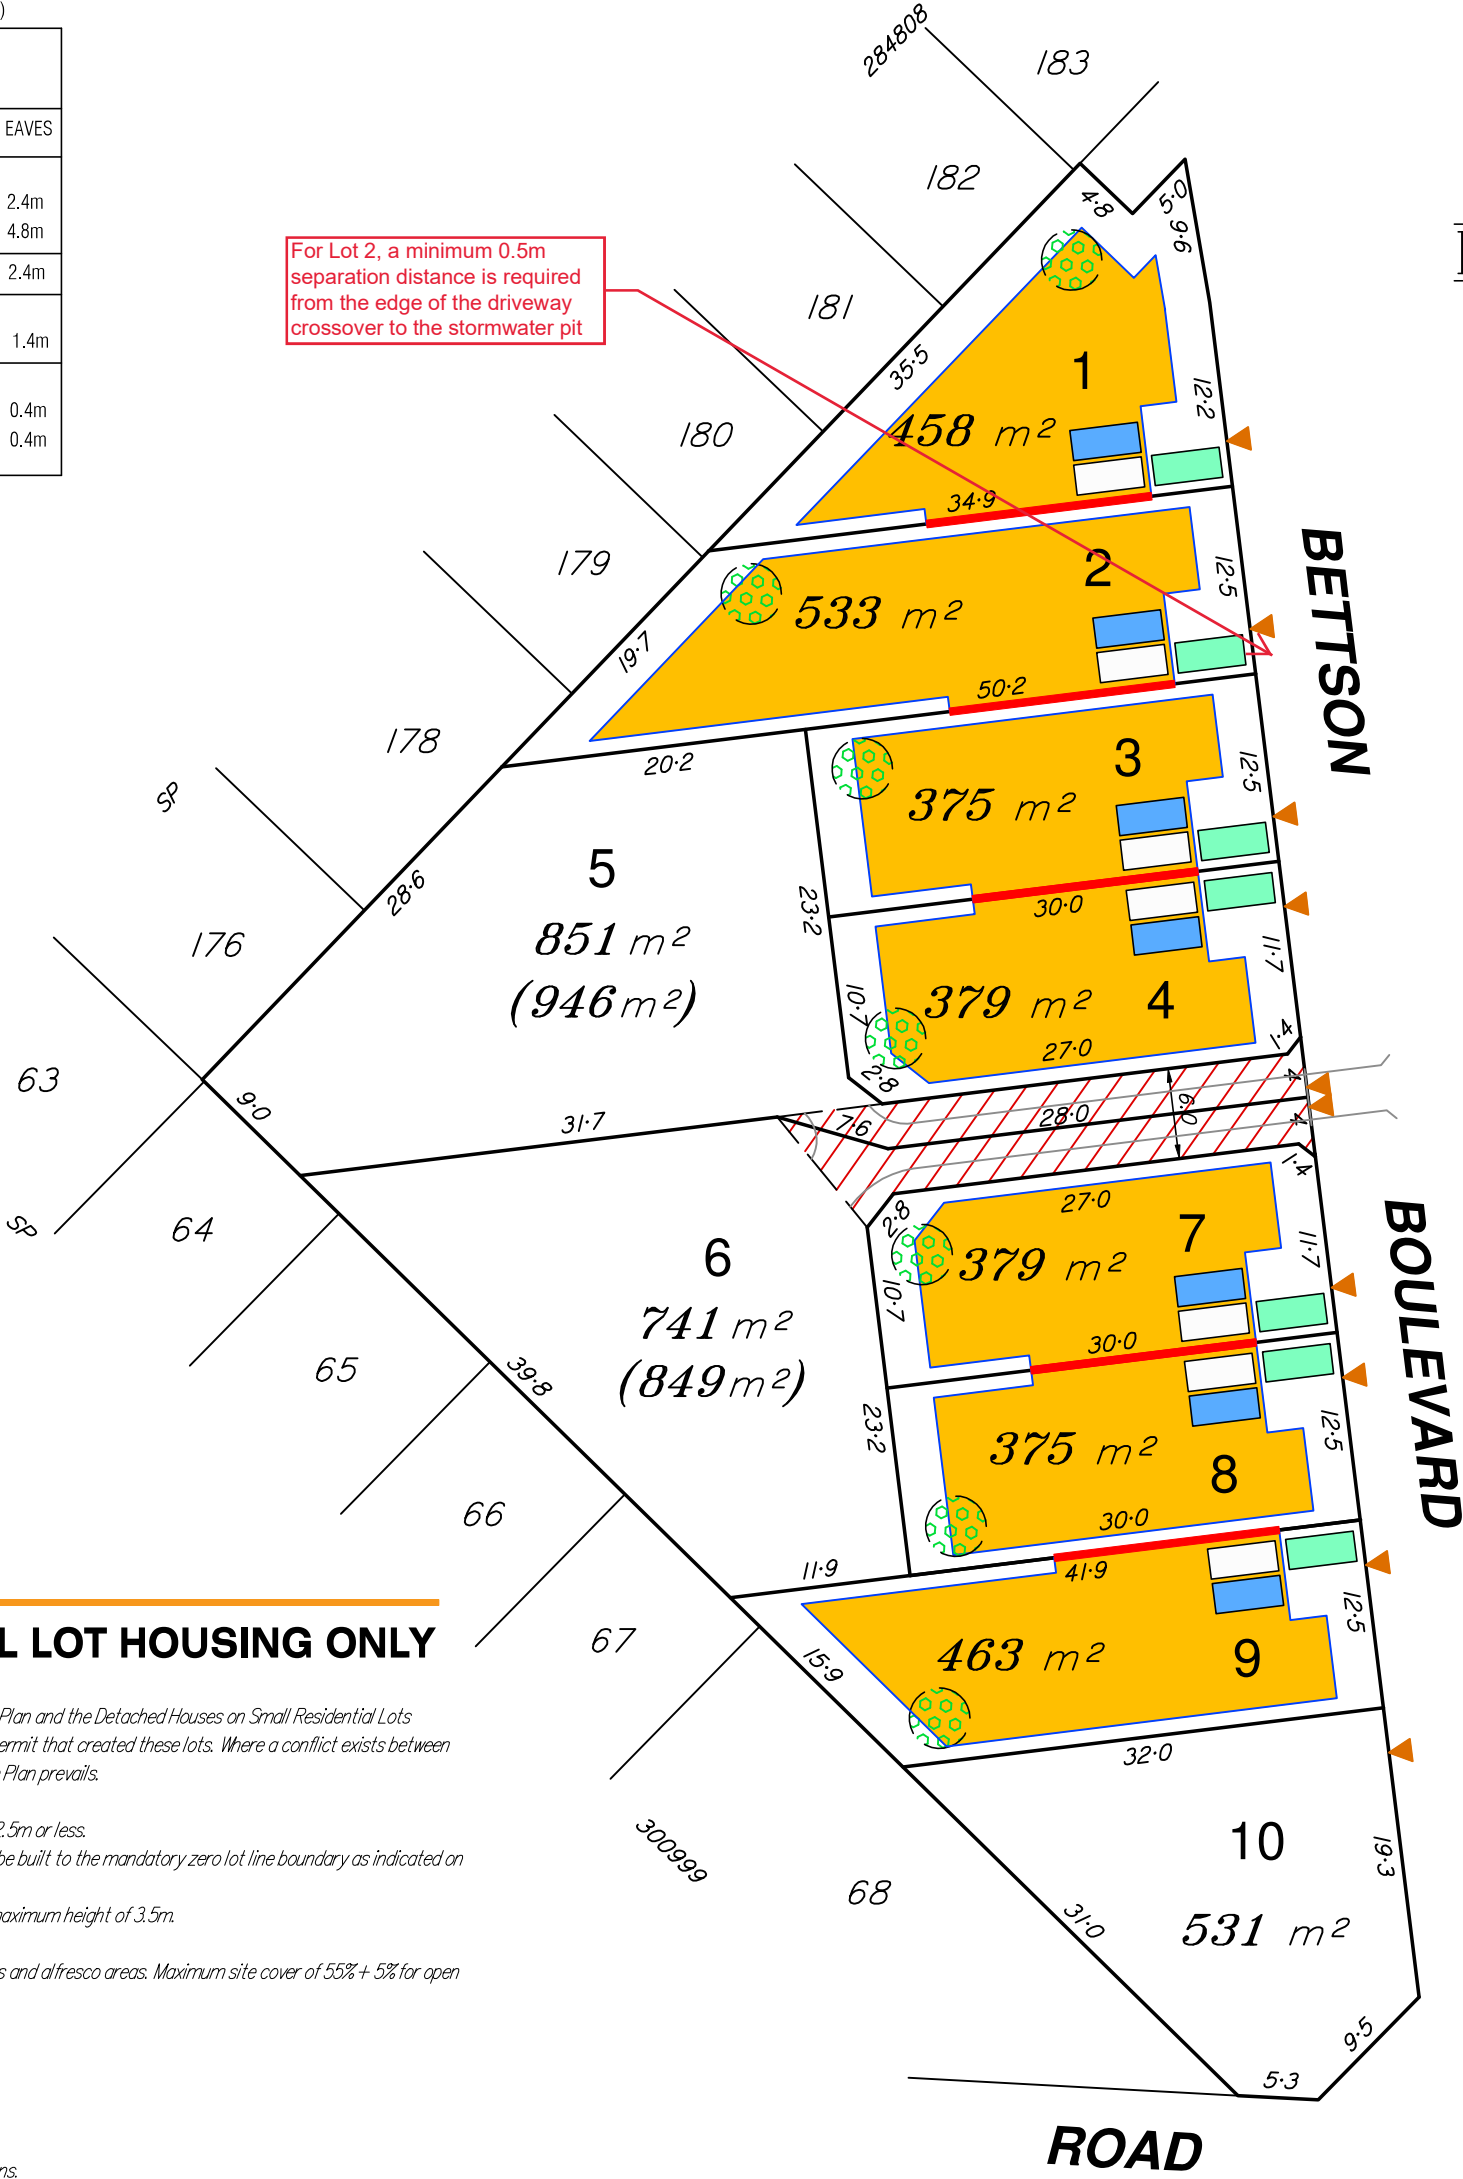 )
EAVES
2.4m
4.8m
2.4m
1.4m
0.4m
0.4m
284808
183
182
181
180
179
178
SP
176
63
SP
64
65
66
67
300999
68
For Lot 2, a minimum 0.5m
separation distance is required
from the edge of the driveway
crossover to the stormwater pit
4·8
5·0
9·6
35·5
1
458 m²
12·2
34·9
2
533 m²
12·5
19·7
50·2
20·2
3
375 m²
12·5
23·2
30·0
28·6
5
851 m²
(946 m²)
379 m²
4
11·7
10·7
27·0
1·4
2·8
9·0
31·7
7·6
28·0
6·0
4
4
1·4
2·8
27·0
7
379 m²
11·7
10·7
30·0
6
741 m²
(849 m²)
39·8
23·2
375 m²
8
12·5
30·0
11·9
41·9
463 m²
9
12·5
15·9
32·0
10
531 m²
19·3
31·0
9·5
5·3
BETTSON
BOULEVARD
ROAD
L LOT HOUSING ONLY
Plan and the Detached Houses on Small Residential Lots
ermit that created these lots. Where a conflict exists between
Plan prevails.
2.5m or less.
be built to the mandatory zero lot line boundary as indicated on
maximum height of 3.5m.
s and alfresco areas. Maximum site cover of 55% + 5% for open
ns.